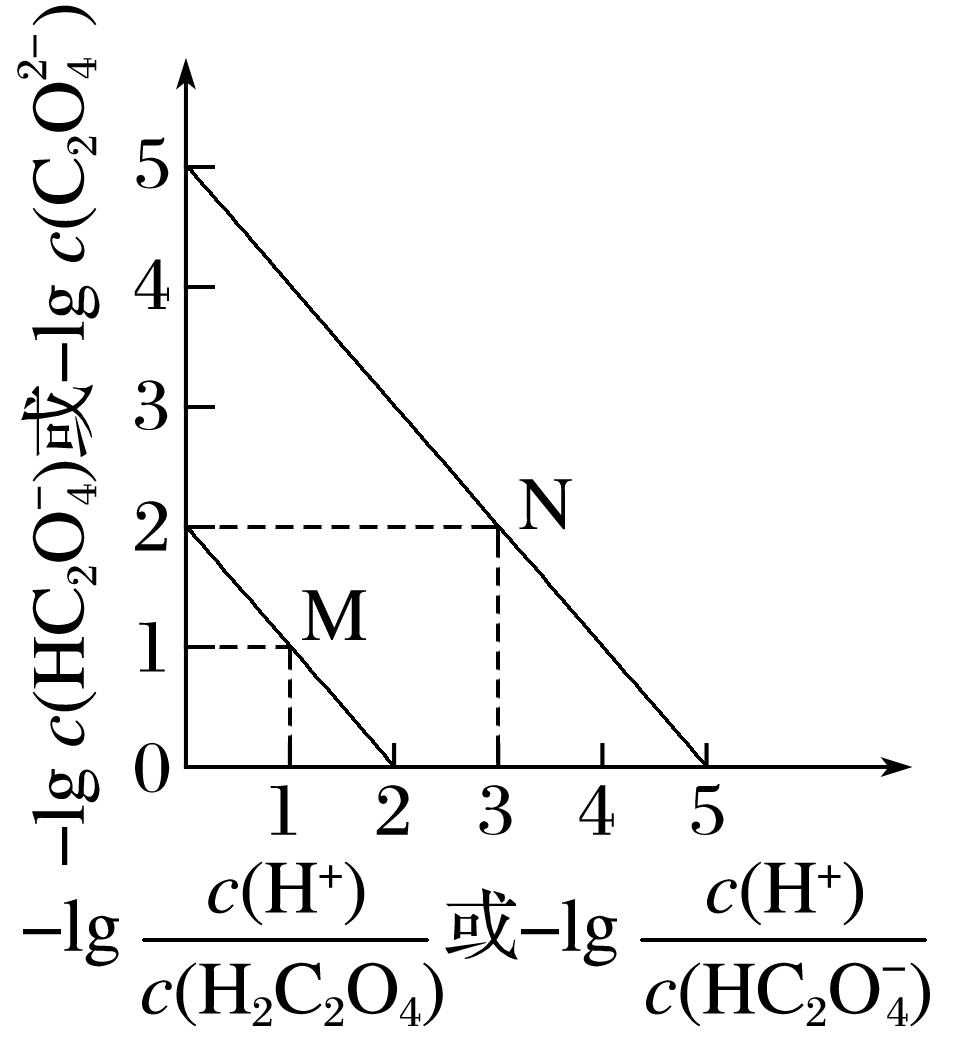 −lg c(HC₂O₄⁻)或−lg c(C₂O₄²⁻)
5
4
3
2
1
0
N
M
1 2 3 4 5
−lg c(H⁺)/c(H₂C₂O₄) 或−lg c(H⁺)/c(HC₂O₄⁻)